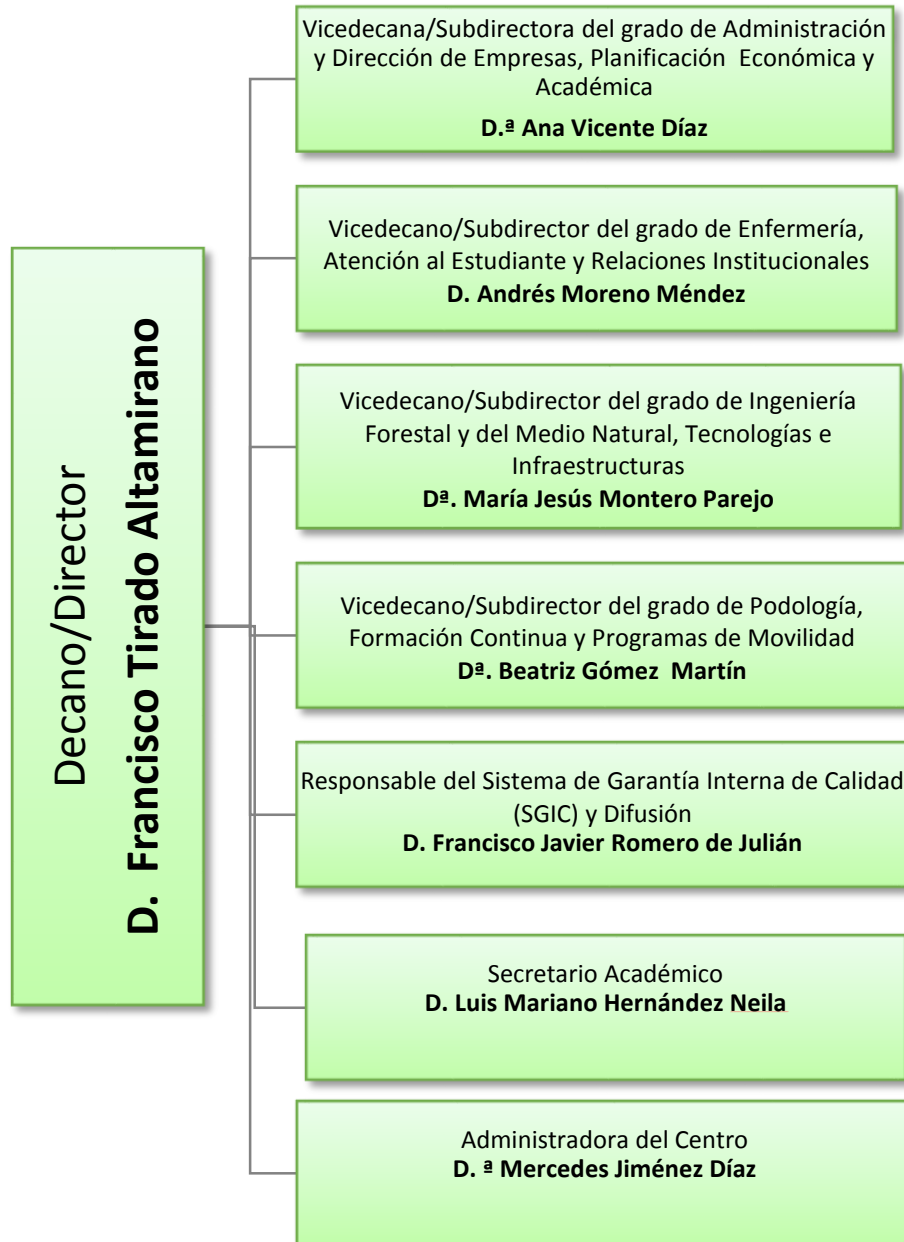 Decano/Director
D. Francisco Tirado Altamirano
Vicedecana/Subdirectora del grado de Administración
y Dirección de Empresas, Planificación Económica y
Académica
D.ª Ana Vicente Díaz
Vicedecano/Subdirector del grado de Enfermería,
Atención al Estudiante y Relaciones Institucionales
D. Andrés Moreno Méndez
Vicedecano/Subdirector del grado de Ingeniería
Forestal y del Medio Natural, Tecnologías e
Infraestructuras
Dª. María Jesús Montero Parejo
Vicedecano/Subdirector del grado de Podología,
Formación Continua y Programas de Movilidad
Dª. Beatriz Gómez Martín
Responsable del Sistema de Garantía Interna de Calidad
(SGIC) y Difusión
D. Francisco Javier Romero de Julián
Secretario Académico
D. Luis Mariano Hernández Neila
Administradora del Centro
D. ª Mercedes Jiménez Díaz